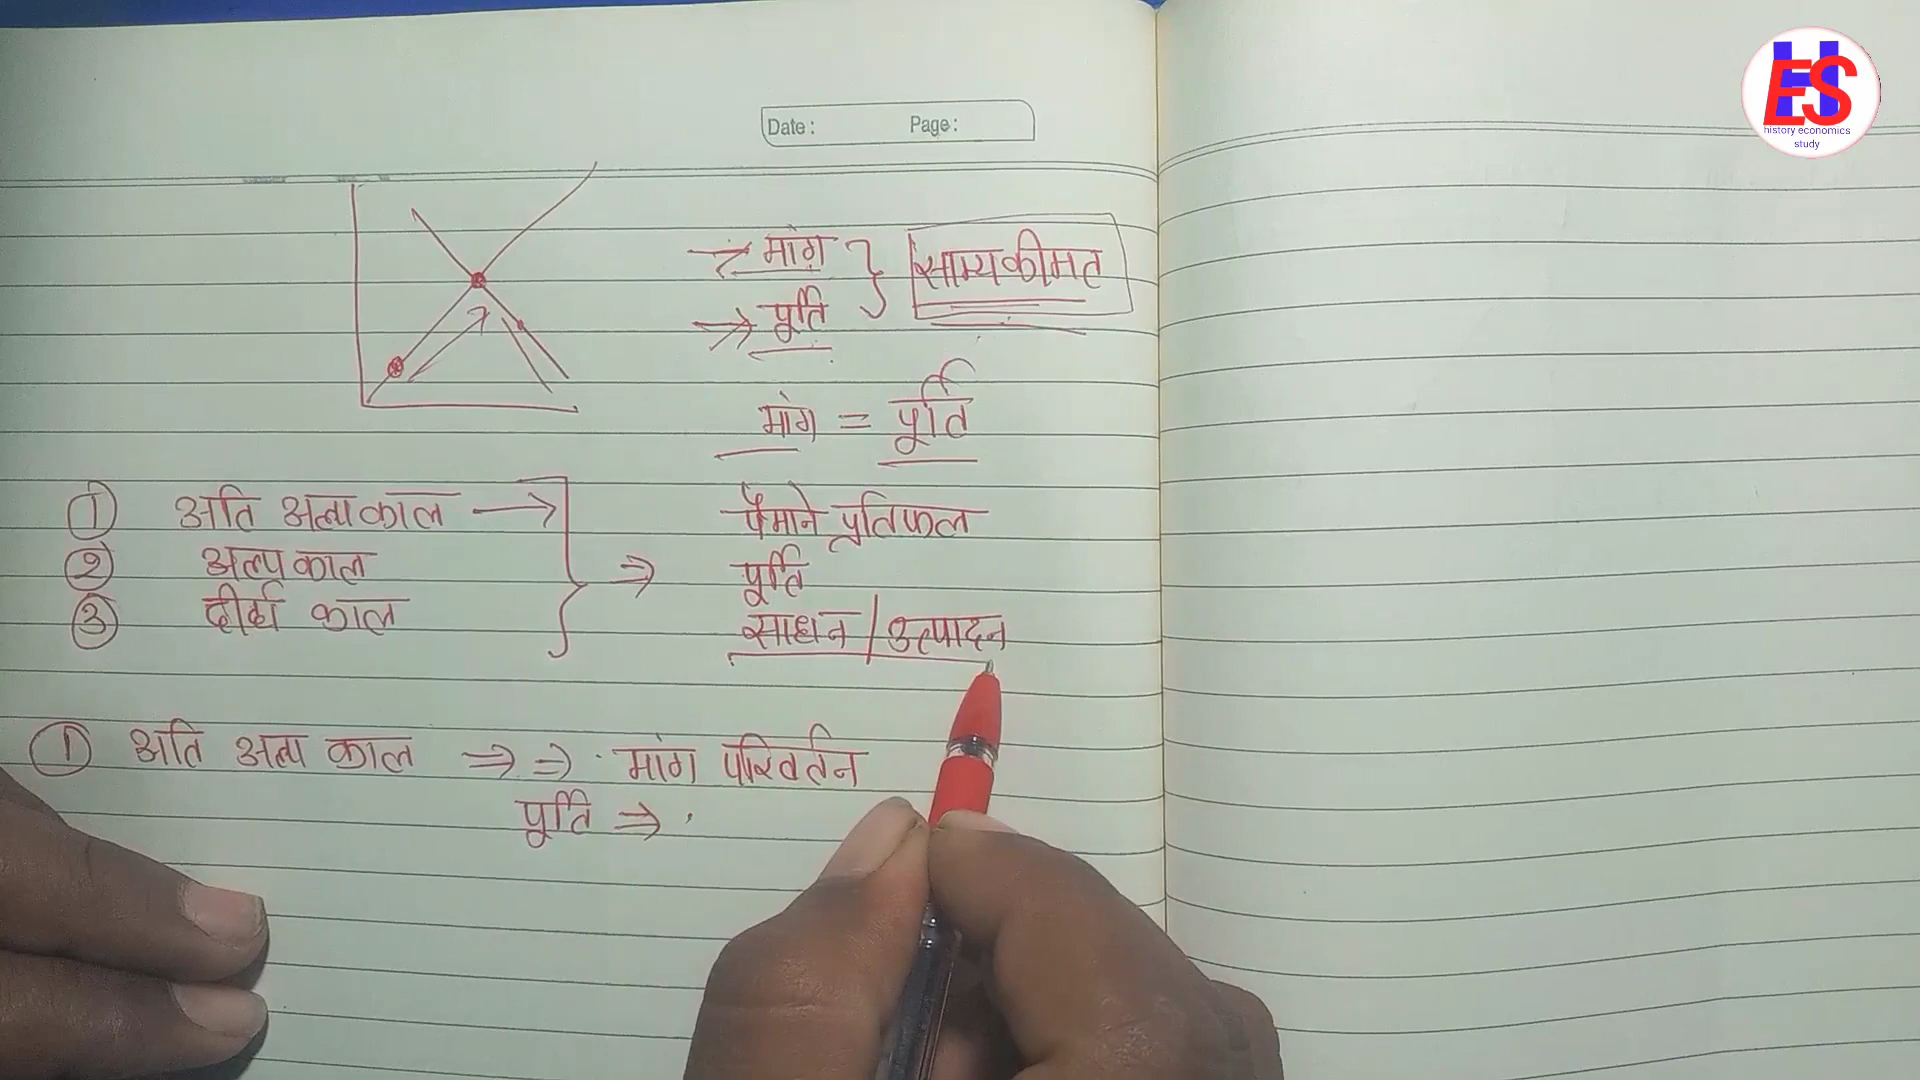 Date : Page :
HES
history economics
study
→ मांग } साम्यकीमत
→ पूर्ति
मांग = पूर्ति
① अति अल्पकाल → पैमाने प्रतिफल
② अल्पकाल ⇒ पूर्ति
③ दीर्घ काल साधन / उत्पादन
① अति अल्प काल ⇒ ⇒ मांग परिवर्तन
पूर्ति ⇒